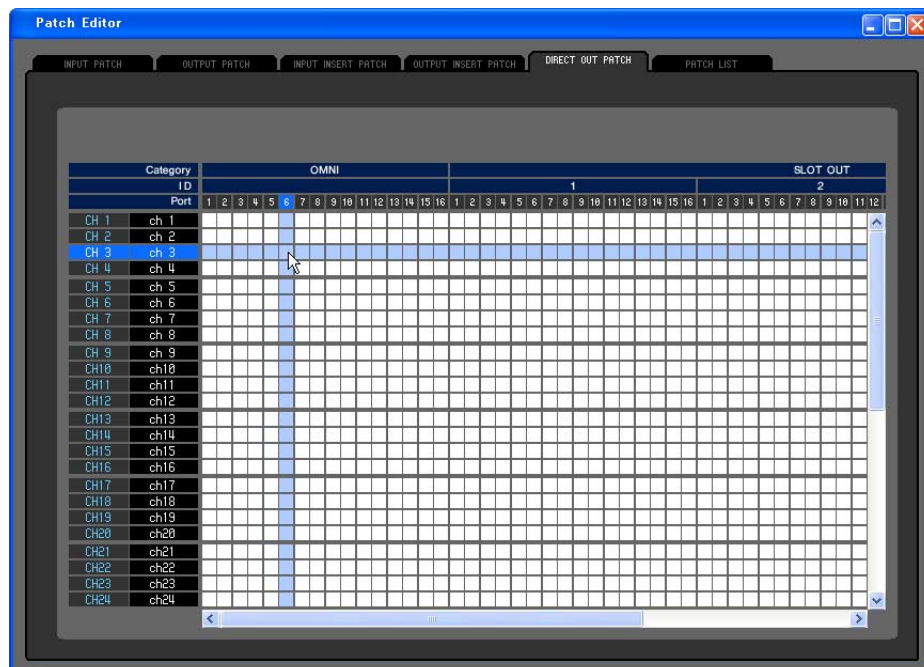 Patch Editor
INPUT PATCH OUTPUT PATCH INPUT INSERT PATCH OUTPUT INSERT PATCH DIRECT OUT PATCH PATCH LIST
Category OMNI SLOT OUT
ID 1 2
Port 1 2 3 4 5 6 7 8 9 10 11 12 13 14 15 16 1 2 3 4 5 6 7 8 9 10 11 12 13 14 15 16 1 2 3 4 5 6 7 8 9 10 11 12
CH 1 ch 1
CH 2 ch 2
CH 3 ch 3
CH 4 ch 4
CH 5 ch 5
CH 6 ch 6
CH 7 ch 7
CH 8 ch 8
CH 9 ch 9
CH10 ch10
CH11 ch11
CH12 ch12
CH13 ch13
CH14 ch14
CH15 ch15
CH16 ch16
CH17 ch17
CH18 ch18
CH19 ch19
CH20 ch20
CH21 ch21
CH22 ch22
CH23 ch23
CH24 ch24